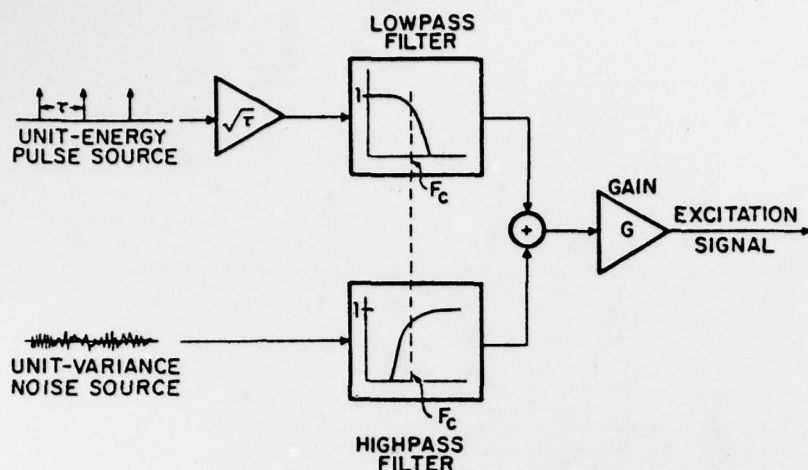 LOWPASS
FILTER
τ
UNIT-ENERGY
PULSE SOURCE
√τ
1
Fc
GAIN
G
EXCITATION
SIGNAL
+
1
UNIT-VARIANCE
NOISE SOURCE
Fc
HIGHPASS
FILTER